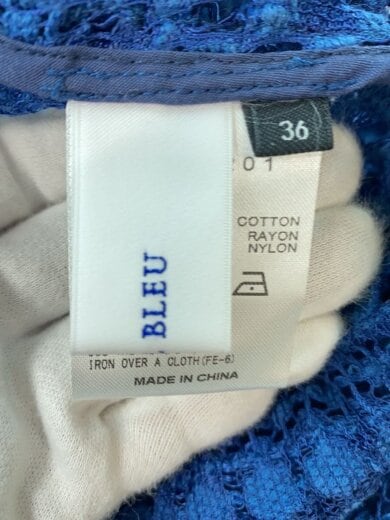 36
01
COTTON
RAYON
NYLON
BLEU
IRON OVER A CLOTH(FE-6)
MADE IN CHINA